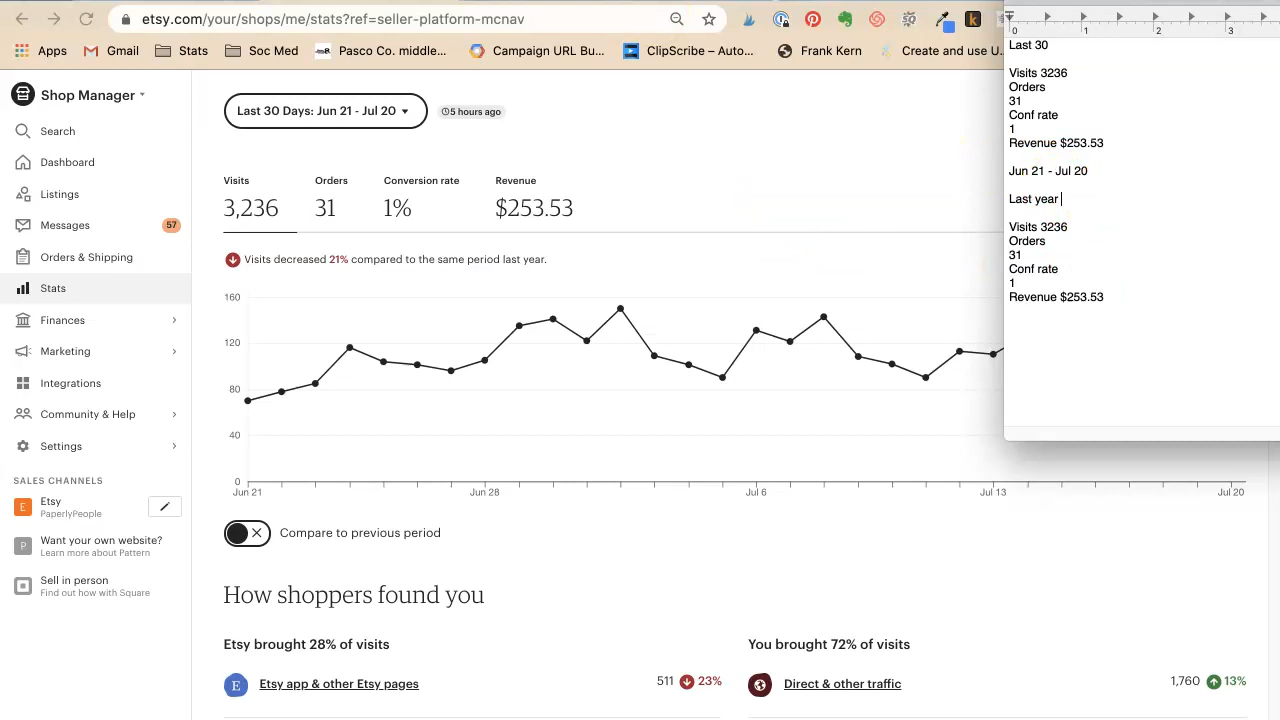 etsy.com/your/shops/me/stats?ref=seller-platform-mcnav
Apps
Gmail
Stats
Soc Med
Pasco Co. middle...
Campaign URL Bu...
ClipScribe – Auto...
Frank Kern
Create and use U...
Shop Manager
Search
Dashboard
Listings
Messages 57
Orders & Shipping
Stats
Finances
Marketing
Integrations
Community & Help
Settings
SALES CHANNELS
E
Etsy
PaperlyPeople
P
Want your own website?
Learn more about Pattern
Sell in person
Find out how with Square
Last 30 Days: Jun 21 - Jul 20
5 hours ago
Visits Orders Conversion rate Revenue
3,236 31 1% $253.53
Visits decreased 21% compared to the same period last year.
160
120
80
40
0
Jun 21 Jun 28 Jul 6 Jul 13 Jul 20
Compare to previous period
How shoppers found you
Etsy brought 28% of visits
E Etsy app & other Etsy pages 511 23%
You brought 72% of visits
Direct & other traffic 1,760 13%
0 1 2 3
Last 30
Visits 3236
Orders
31
Conf rate
1
Revenue $253.53
Jun 21 - Jul 20
Last year
Visits 3236
Orders
31
Conf rate
1
Revenue $253.53